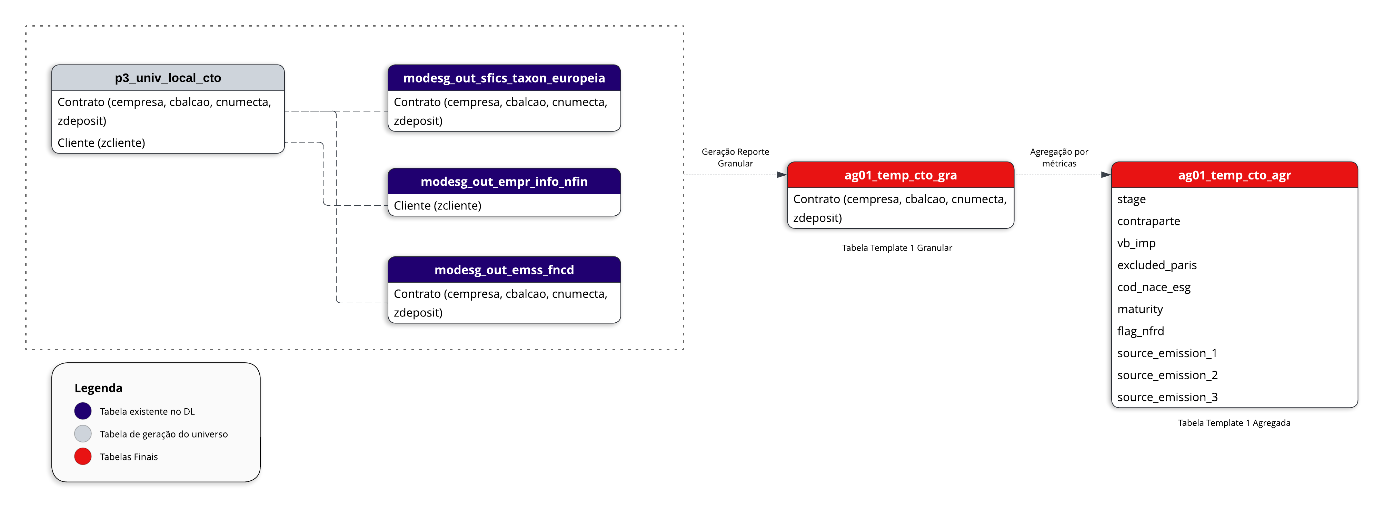 p3_univ_local_cto
Contrato (cempresa, cbalcao, cnumecta,
zdeposit)
Cliente (zcliente)
modesg_out_sfics_taxon_europeia
Contrato (cempresa, cbalcao, cnumecta,
zdeposit)
modesg_out_empr_info_nfin
Cliente (zcliente)
modesg_out_emss_fncd
Contrato (cempresa, cbalcao, cnumecta,
zdeposit)
Geração Reporte
Granular
ag01_temp_cto_gra
Contrato (cempresa, cbalcao, cnumecta,
zdeposit)
Tabela Template 1 Granular
Agregação por
métricas
ag01_temp_cto_agr
stage
contraparte
vb_imp
excluded_paris
cod_nace_esg
maturity
flag_nfrd
source_emission_1
source_emission_2
source_emission_3
Tabela Template 1 Agregada
Legenda
Tabela existente no DL
Tabela de geração do universo
Tabelas Finais